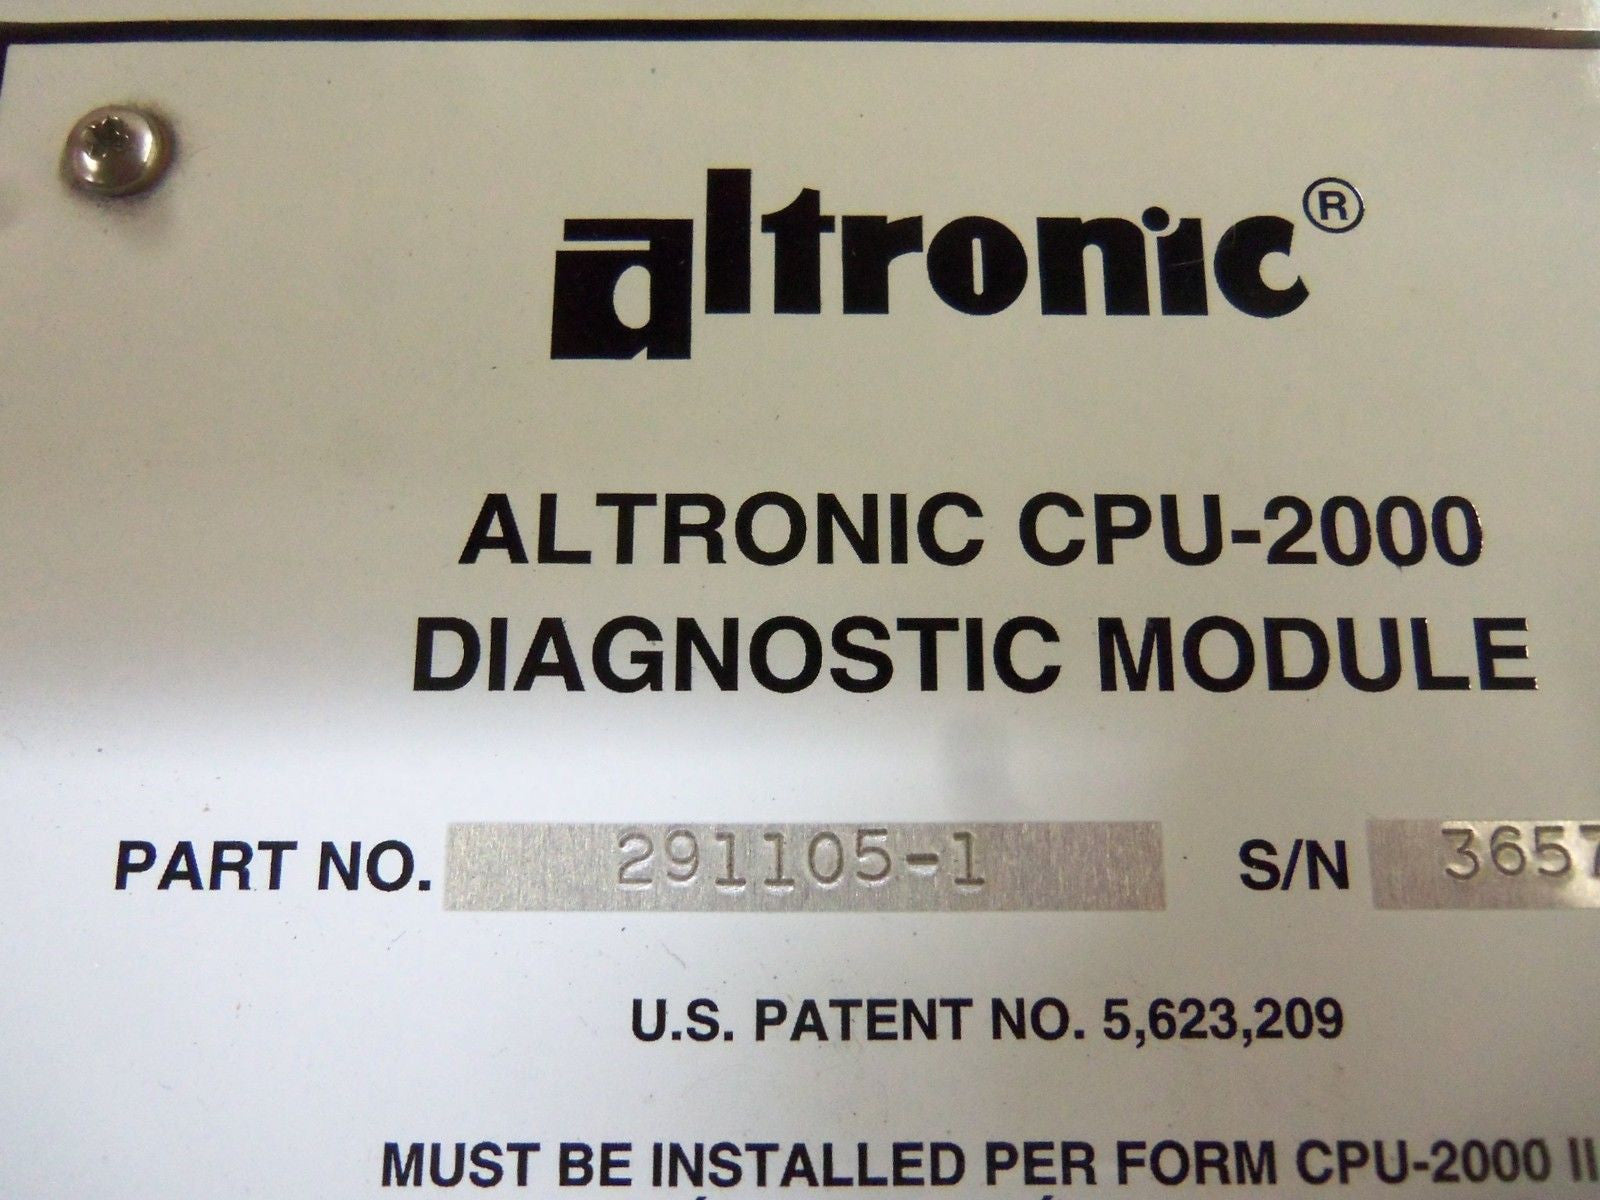 altronic®
ALTRONIC CPU-2000
DIAGNOSTIC MODULE
PART NO. 291105-1 S/N 3657
U.S. PATENT NO. 5,623,209
MUST BE INSTALLED PER FORM CPU-2000 II